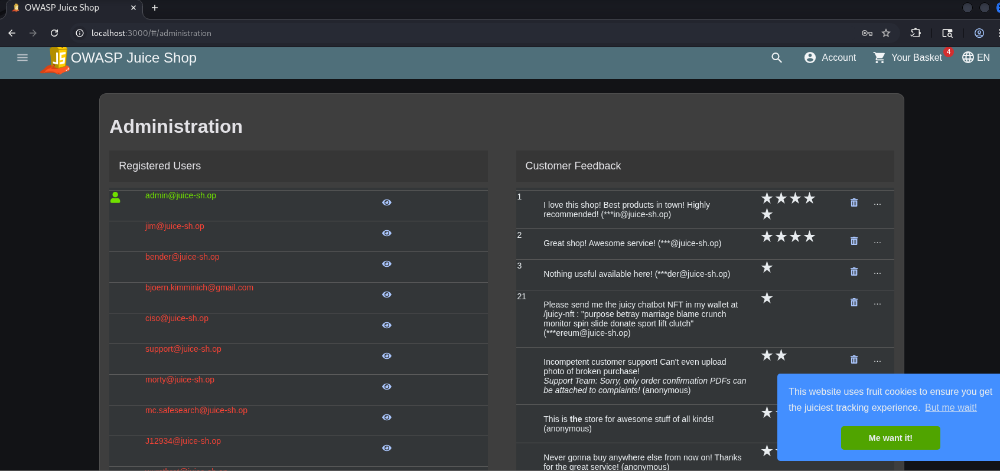 OWASP Juice Shop
localhost:3000/#/administration
OWASP Juice Shop
Account
Your Basket
4
EN
Administration
Registered Users
admin@juice-sh.op
jim@juice-sh.op
bender@juice-sh.op
bjoern.kimminich@gmail.com
ciso@juice-sh.op
support@juice-sh.op
morty@juice-sh.op
mc.safesearch@juice-sh.op
J12934@juice-sh.op
Customer Feedback
1
I love this shop! Best products in town! Highly
recommended! (***in@juice-sh.op)
...
2
Great shop! Awesome service! (***@juice-sh.op)
...
3
Nothing useful available here! (***der@juice-sh.op)
...
21
Please send me the juicy chatbot NFT in my wallet at
/juicy-nft : "purpose betray marriage blame crunch
monitor spin slide donate sport lift clutch"
(***ereum@juice-sh.op)
...
Incompetent customer support! Can't even upload
photo of broken purchase!
Support Team: Sorry, only order confirmation PDFs can
be attached to complaints! (anonymous)
...
This is the store for awesome stuff of all kinds!
(anonymous)
Never gonna buy anywhere else from now on! Thanks
for the great service! (anonymous)
This website uses fruit cookies to ensure you get
the juiciest tracking experience. But me wait!
Me want it!